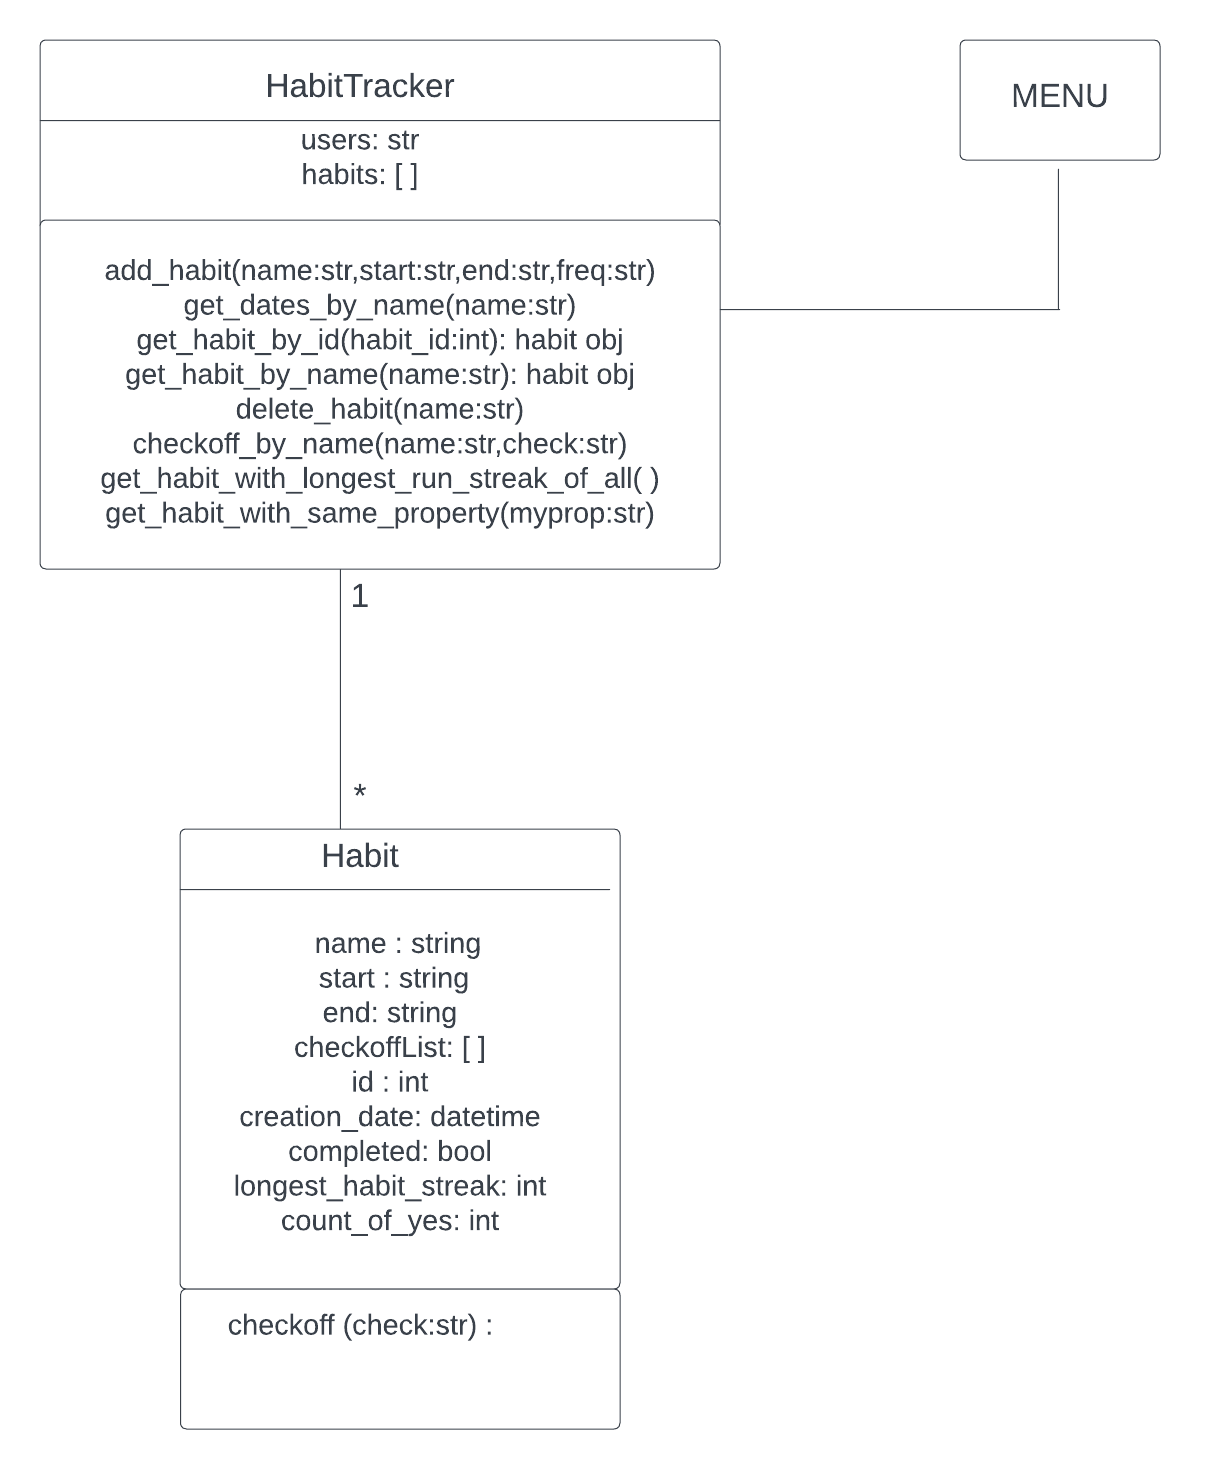 HabitTracker
users: str
habits: [ ]
add_habit(name:str,start:str,end:str,freq:str)
get_dates_by_name(name:str)
get_habit_by_id(habit_id:int): habit obj
get_habit_by_name(name:str): habit obj
delete_habit(name:str)
checkoff_by_name(name:str,check:str)
get_habit_with_longest_run_streak_of_all( )
get_habit_with_same_property(myprop:str)
MENU
1
*
Habit
name : string
start : string
end: string
checkoffList: [ ]
id : int
creation_date: datetime
completed: bool
longest_habit_streak: int
count_of_yes: int
checkoff (check:str) :